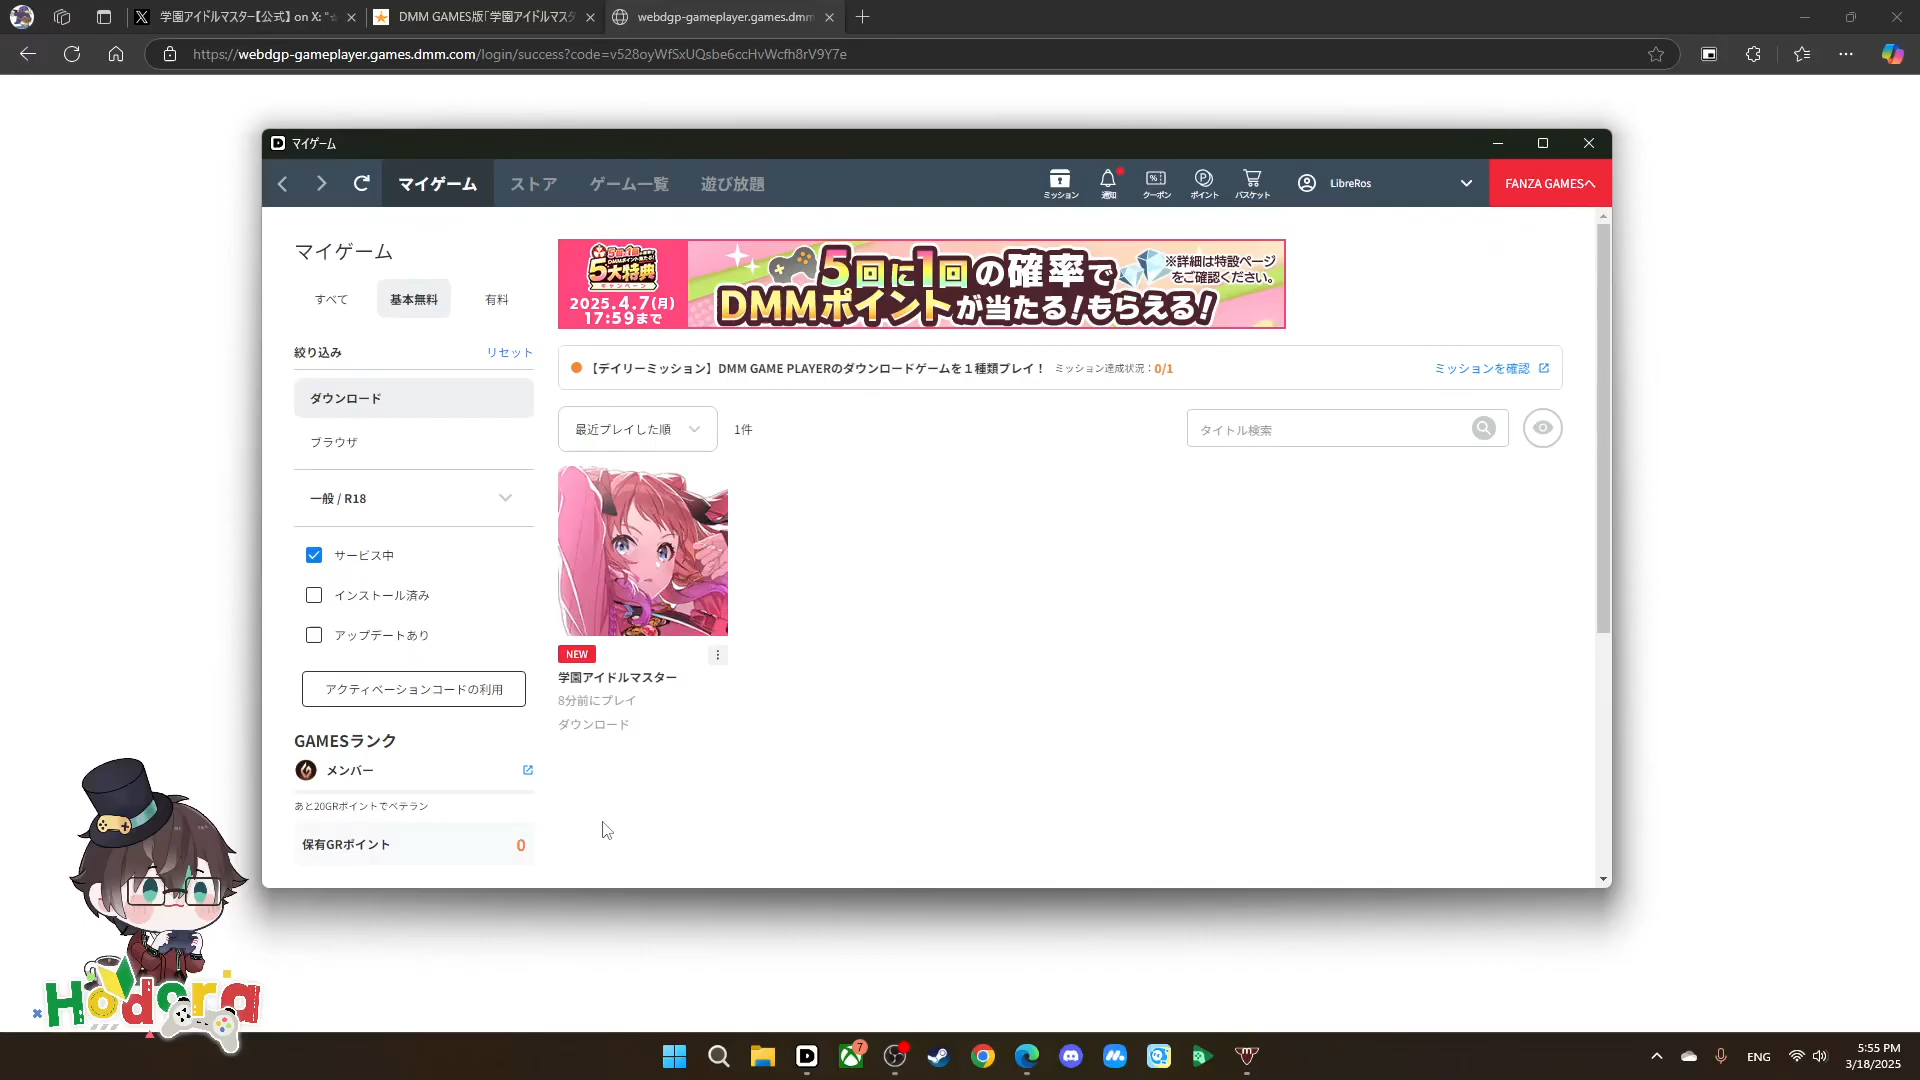 学園アイドルマスター【公式】 on X: "☆
DMM GAMES版「学園アイドルマスタ
webdgp-gameplayer.games.dmm
https://webdgp-gameplayer.games.dmm.com/login/success?code=v528oyWfSxUQsbe6ccHvWcfh8rV9Y7e
マイゲーム
マイゲーム
ストア
ゲーム一覧
遊び放題
ミッション
通知
クーポン
ポイント
バスケット
LibreRos
FANZA GAMESへ
マイゲーム
すべて
基本無料
有料
絞り込み
リセット
ダウンロード
ブラウザ
一般 / R18
サービス中
インストール済み
アップデートあり
アクティベーションコードの利用
GAMESランク
メンバー
あと20GRポイントでベテラン
保有GRポイント
0
5大特典
キャンペーン
2025.4.7(月)
17:59まで
5回に1回の確率で
DMMポイントが当たる!もらえる!
※詳細は特設ページ
をご確認ください。
【デイリーミッション】DMM GAME PLAYERのダウンロードゲームを１種類プレイ！
ミッション達成状況：0/1
ミッションを確認
最近プレイした順
1件
タイトル検索
NEW
学園アイドルマスター
8分前にプレイ
ダウンロード
Hodora
7
ENG
5:55 PM
3/18/2025